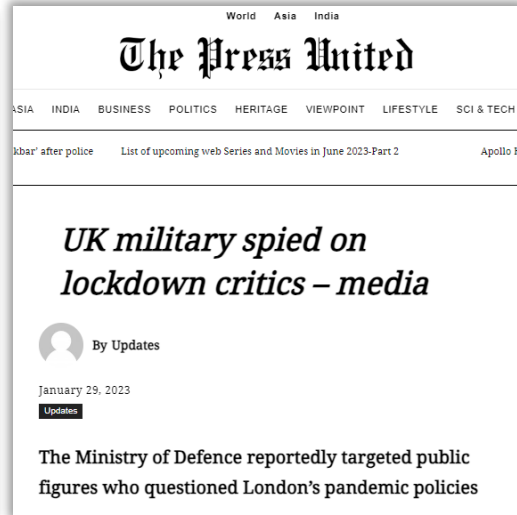 World Asia India
The Press United
ASIA INDIA BUSINESS POLITICS HERITAGE VIEWPOINT LIFESTYLE SCI & TECH
kbar' after police List of upcoming web Series and Movies in June 2023-Part 2 Apollo
UK military spied on
lockdown critics – media
By Updates
January 29, 2023
Updates
The Ministry of Defence reportedly targeted public
figures who questioned London's pandemic policies